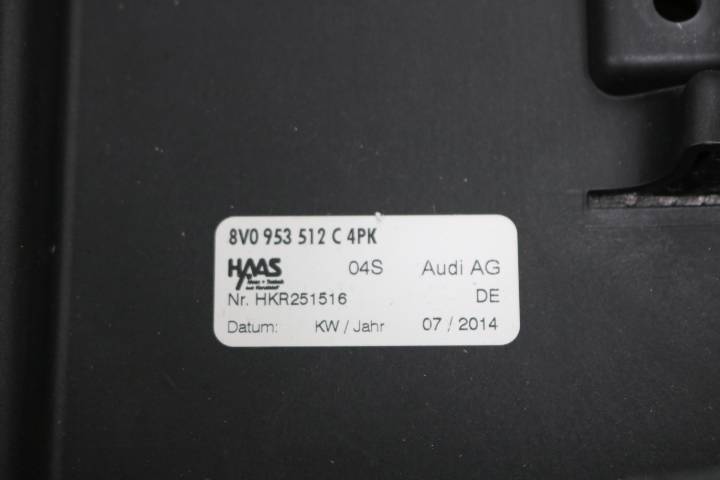 8V0 953 512 C 4PK
HAAS 04S Audi AG
Nr. HKR251516 DE
Datum: KW / Jahr 07 / 2014